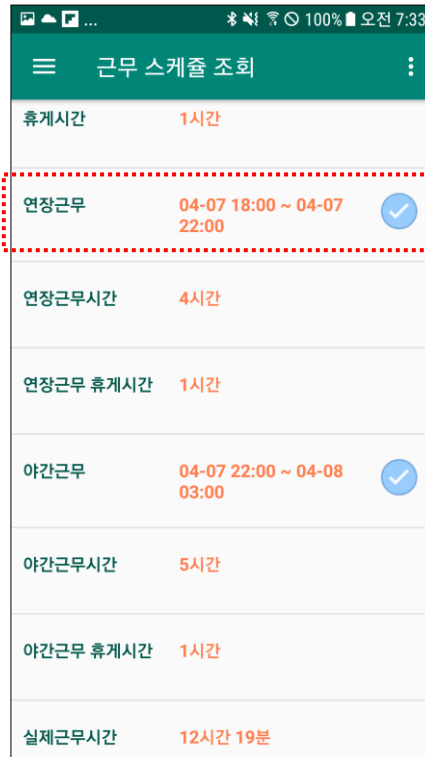 ... 100% 오전 7:33
근무 스케쥴 조회
휴게시간 1시간
연장근무 04-07 18:00 ~ 04-07
22:00
연장근무시간 4시간
연장근무 휴게시간 1시간
야간근무 04-07 22:00 ~ 04-08
03:00
야간근무시간 5시간
야간근무 휴게시간 1시간
실제근무시간 12시간 19분